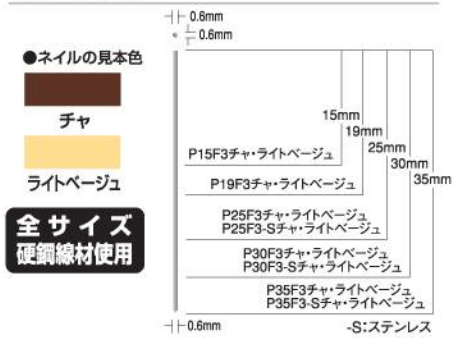 0.6mm
0.6mm
●ネイルの見本色
チャ
ライトベージュ
全サイズ
硬鋼線材使用
15mm
19mm
25mm
30mm
35mm
P15F3チャ・ライトベージュ
P19F3チャ・ライトベージュ
P25F3チャ・ライトベージュ
P25F3-Sチャ・ライトベージュ
P30F3チャ・ライトベージュ
P30F3-Sチャ・ライトベージュ
P35F3チャ・ライトベージュ
P35F3-Sチャ・ライトベージュ
0.6mm
-S:ステンレス